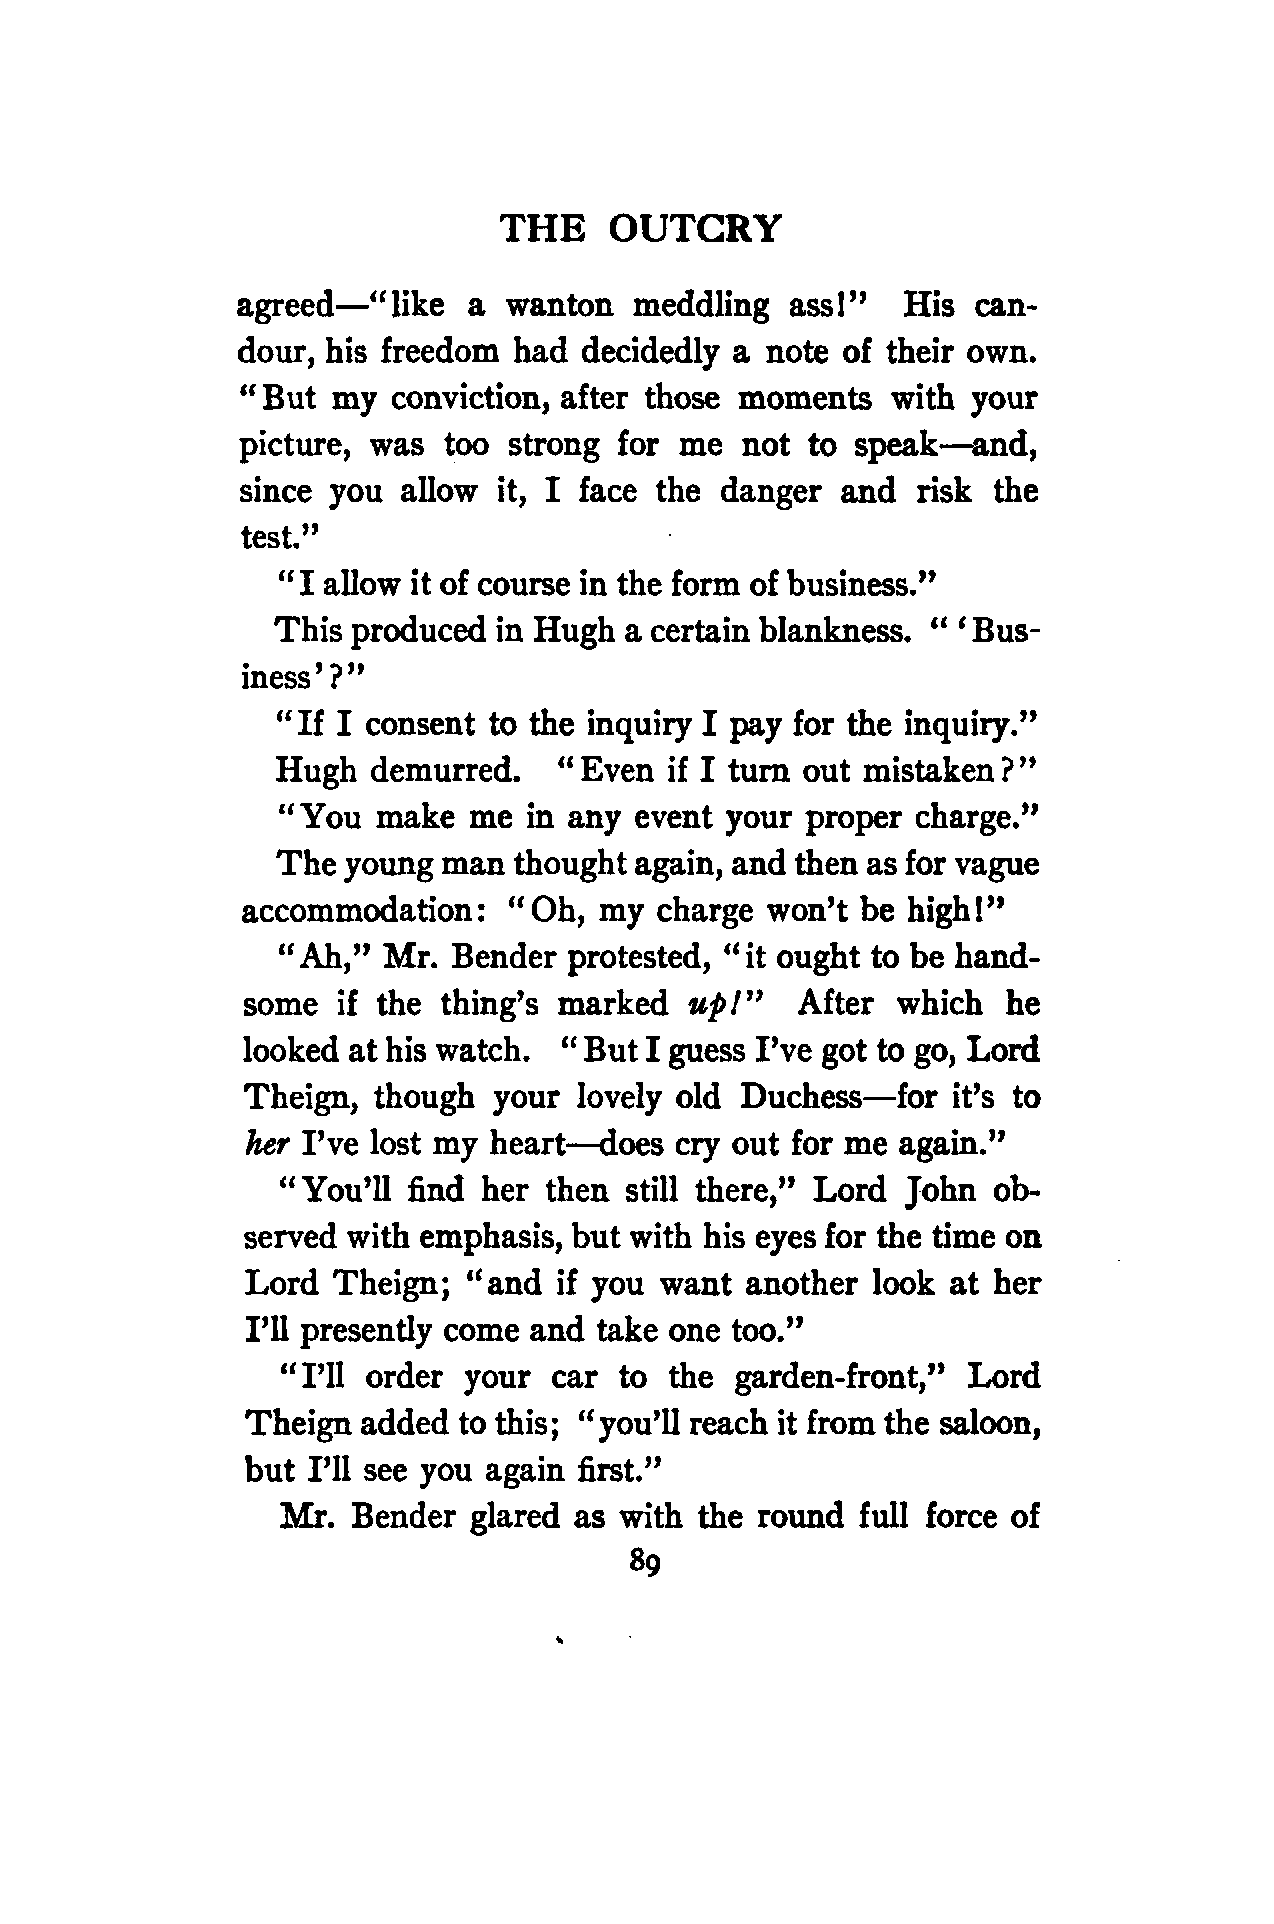 THE OUTCRY
agreed—“like a wanton meddling ass!” His can-
dour, his freedom had decidedly a note of their own.
“But my conviction, after those moments with your
picture, was too strong for me not to speak—and,
since you allow it, I face the danger and risk the
test.”
“I allow it of course in the form of business.”
This produced in Hugh a certain blankness. “ ‘Bus-
iness’?”
“If I consent to the inquiry I pay for the inquiry.”
Hugh demurred. “Even if I turn out mistaken?”
“You make me in any event your proper charge.”
The young man thought again, and then as for vague
accommodation: “Oh, my charge won’t be high!”
“Ah,” Mr. Bender protested, “it ought to be hand-
some if the thing’s marked up!” After which he
looked at his watch. “But I guess I’ve got to go, Lord
Theign, though your lovely old Duchess—for it’s to
her I’ve lost my heart—does cry out for me again.”
“You’ll find her then still there,” Lord John ob-
served with emphasis, but with his eyes for the time on
Lord Theign; “and if you want another look at her
I’ll presently come and take one too.”
“I’ll order your car to the garden-front,” Lord
Theign added to this; “you’ll reach it from the saloon,
but I’ll see you again first.”
Mr. Bender glared as with the round full force of
89